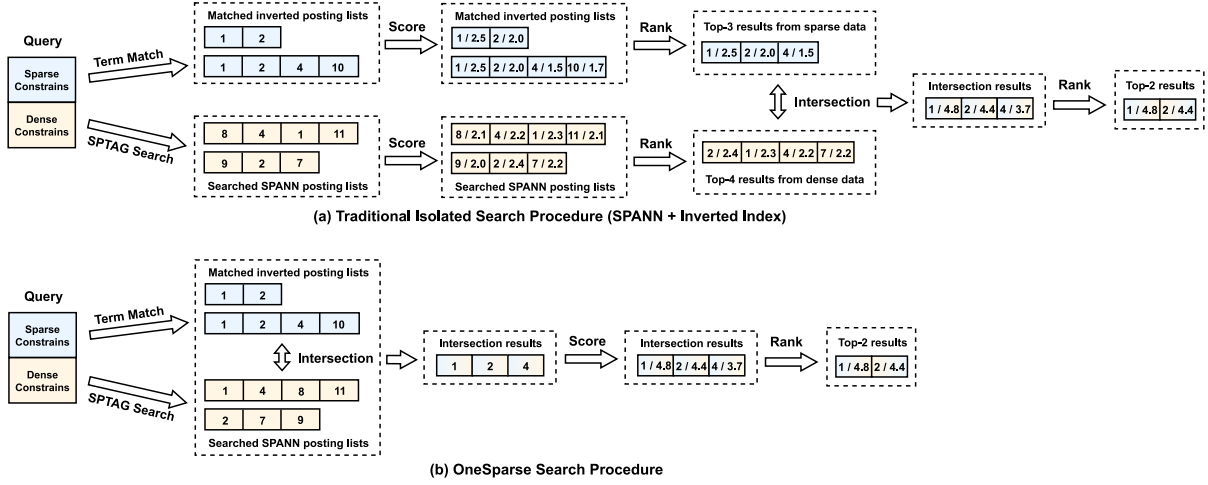 Query
Sparse
Constrains
Dense
Constrains
Term Match
SPTAG Search
Matched inverted posting lists
1 2
1 2 4 10
8 4 1 11
9 2 7
Searched SPANN posting lists
Score
Score
Matched inverted posting lists
1 / 2.5 2 / 2.0
1 / 2.5 2 / 2.0 4 / 1.5 10 / 1.7
8 / 2.1 4 / 2.2 1 / 2.3 11 / 2.1
9 / 2.0 2 / 2.4 7 / 2.2
Searched SPANN posting lists
Rank
Rank
Top-3 results from sparse data
1 / 2.5 2 / 2.0 4 / 1.5
Intersection
2 / 2.4 1 / 2.3 4 / 2.2 7 / 2.2
Top-4 results from dense data
Intersection results
1 / 4.8 2 / 4.4 4 / 3.7
Rank
Top-2 results
1 / 4.8 2 / 4.4
(a) Traditional Isolated Search Procedure (SPANN + Inverted Index)
Query
Sparse
Constrains
Dense
Constrains
Term Match
SPTAG Search
Matched inverted posting lists
1 2
1 2 4 10
Intersection
1 4 8 11
2 7 9
Searched SPANN posting lists
Intersection results
1 2 4
Score
Intersection results
1 / 4.8 2 / 4.4 4 / 3.7
Rank
Top-2 results
1 / 4.8 2 / 4.4
(b) OneSparse Search Procedure